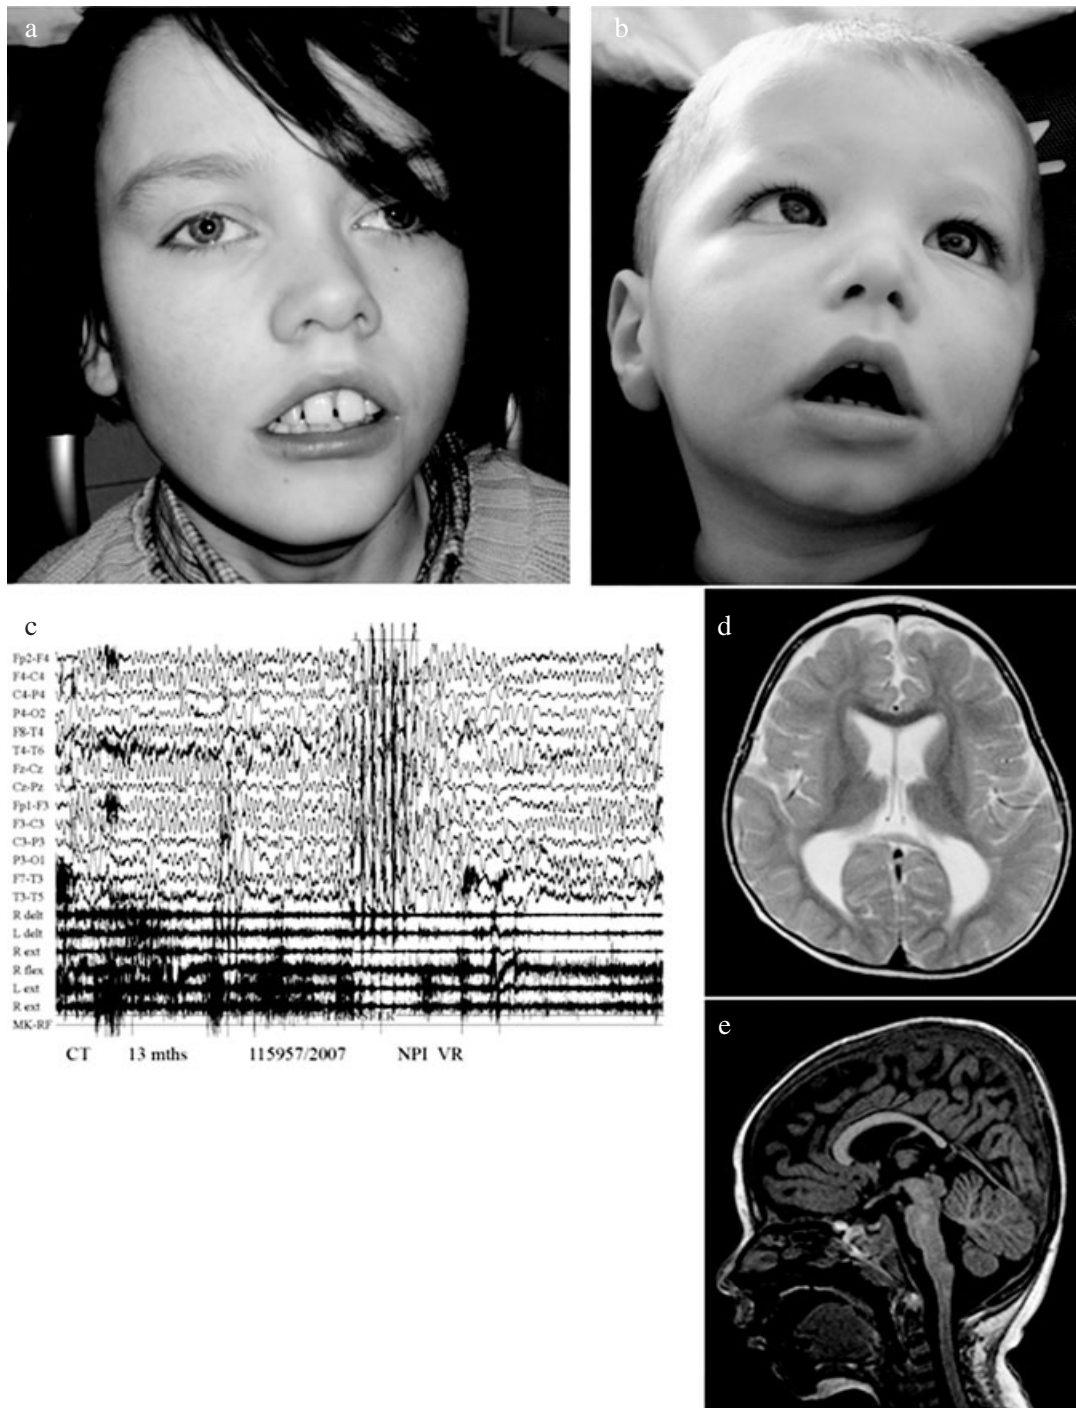 a
b
c
Fp2-F4
F4-C4
C4-P4
P4-O2
F8-T4
T4-T6
Fz-Cz
Cz-Pz
Fp1-F3
F3-C3
C3-P3
P3-O1
F7-T3
T3-T5
R delt
L delt
R ext
R flex
L ext
R ext
MK-RF
CT 13 mths 115957/2007 NPI VR
d
e